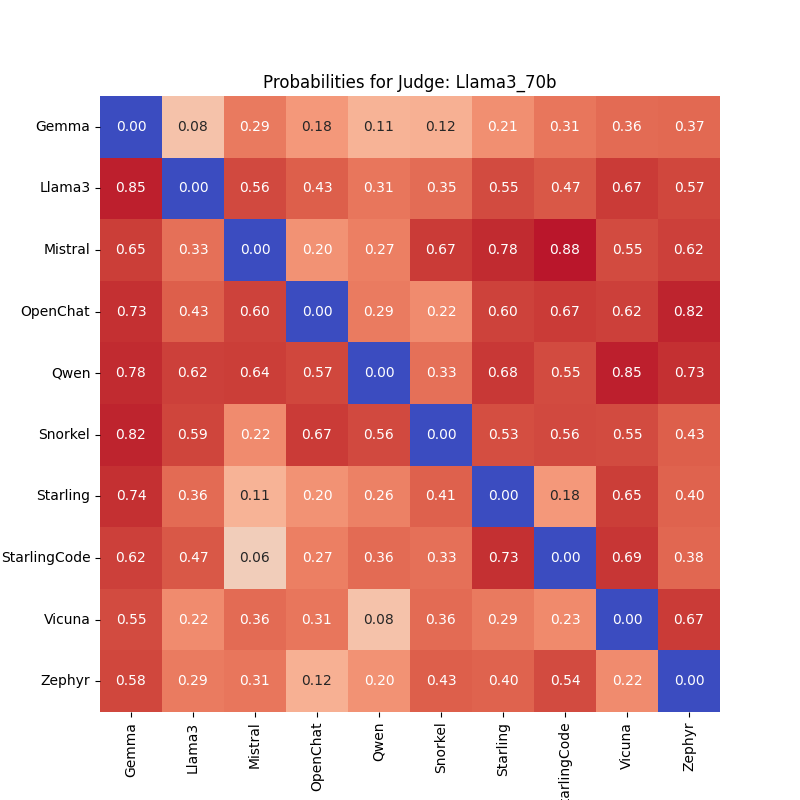 Probabilities for Judge: Llama3_70b
Gemma 0.00 0.08 0.29 0.18 0.11 0.12 0.21 0.31 0.36 0.37
Llama3 0.85 0.00 0.56 0.43 0.31 0.35 0.55 0.47 0.67 0.57
Mistral 0.65 0.33 0.00 0.20 0.27 0.67 0.78 0.88 0.55 0.62
OpenChat 0.73 0.43 0.60 0.00 0.29 0.22 0.60 0.67 0.62 0.82
Qwen 0.78 0.62 0.64 0.57 0.00 0.33 0.68 0.55 0.85 0.73
Snorkel 0.82 0.59 0.22 0.67 0.56 0.00 0.53 0.56 0.55 0.43
Starling 0.74 0.36 0.11 0.20 0.26 0.41 0.00 0.18 0.65 0.40
StarlingCode 0.62 0.47 0.06 0.27 0.36 0.33 0.73 0.00 0.69 0.38
Vicuna 0.55 0.22 0.36 0.31 0.08 0.36 0.29 0.23 0.00 0.67
Zephyr 0.58 0.29 0.31 0.12 0.20 0.43 0.40 0.54 0.22 0.00
Gemma
Llama3
Mistral
OpenChat
Qwen
Snorkel
Starling
arlingCode
Vicuna
Zephyr